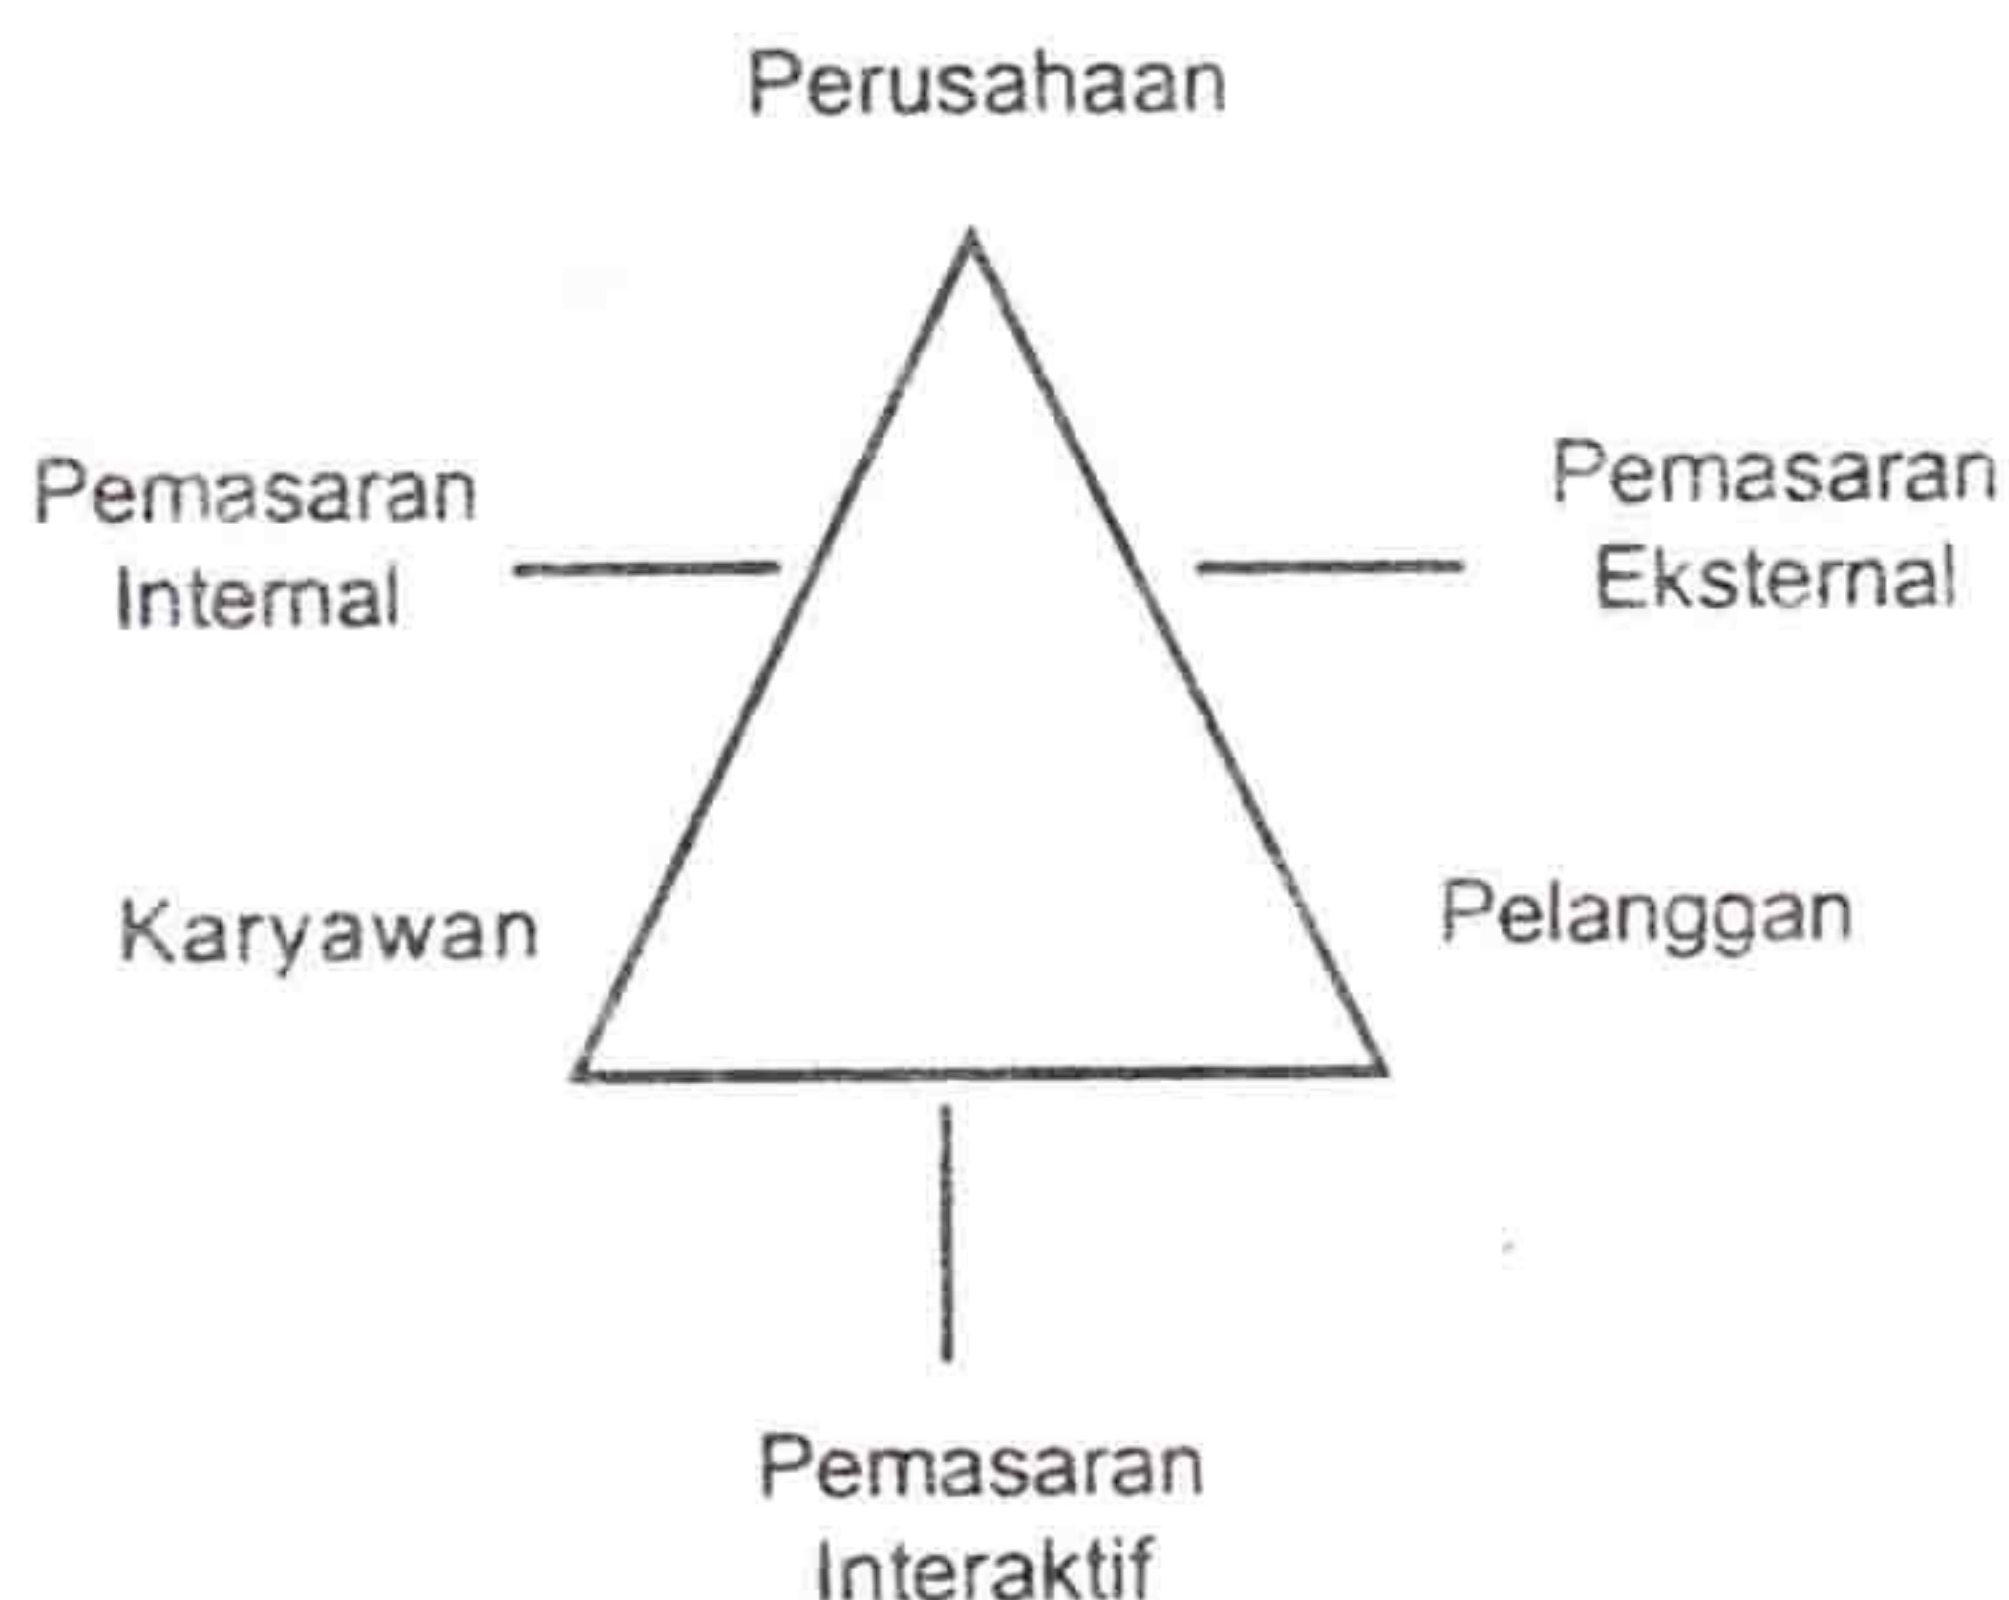 Perusahaan
Pemasaran
Internal
Pemasaran
Eksternal
Karyawan
Pelanggan
Pemasaran
Interaktif